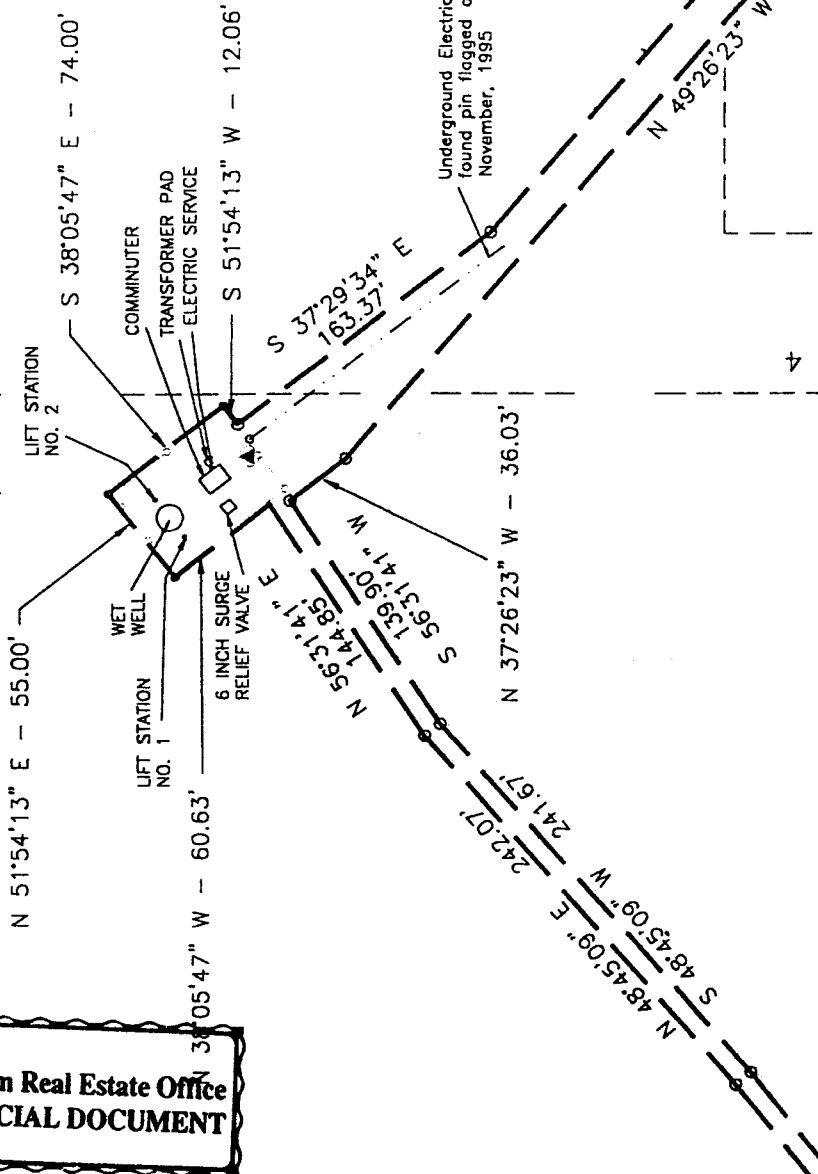 S 38°05'47" E - 74.00'
S 51°54'13" W - 12.06'
Underground Electric
found pin flagged
November, 1995
N 49°26'23" W
COMMINUTER
TRANSFORMER PAD
ELECTRIC SERVICE
LIFT STATION
NO. 2
S 37°29'34" E
163.37'
4
WET
WELL
LIFT STATION
NO. 1
6 INCH SURGE
RELIEF VALVE
N 51°54'13" E - 55.00'
N 38°05'47" W - 60.63'
N 37°26'23" W - 36.03'
N 56°31'41" E
144.85'
139.90'
S 56°31'41" W
242.07'
241.67'
N 48°45'09" E
S 48°45'09" W
Real Estate Office
CIAL DOCUMENT